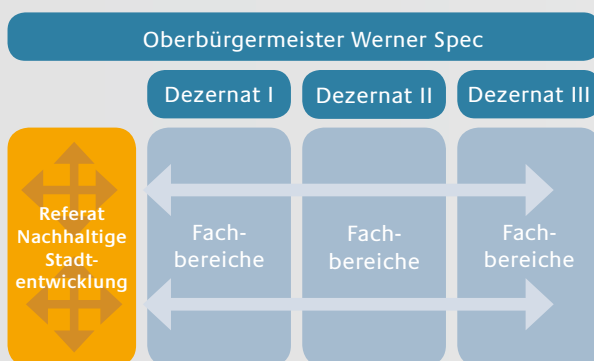 Oberbürgermeister Werner Spec
Dezernat I
Dezernat II
Dezernat III
Referat
Nachhaltige
Stadt-
entwicklung
Fach-
bereiche
Fach-
bereiche
Fach-
bereiche